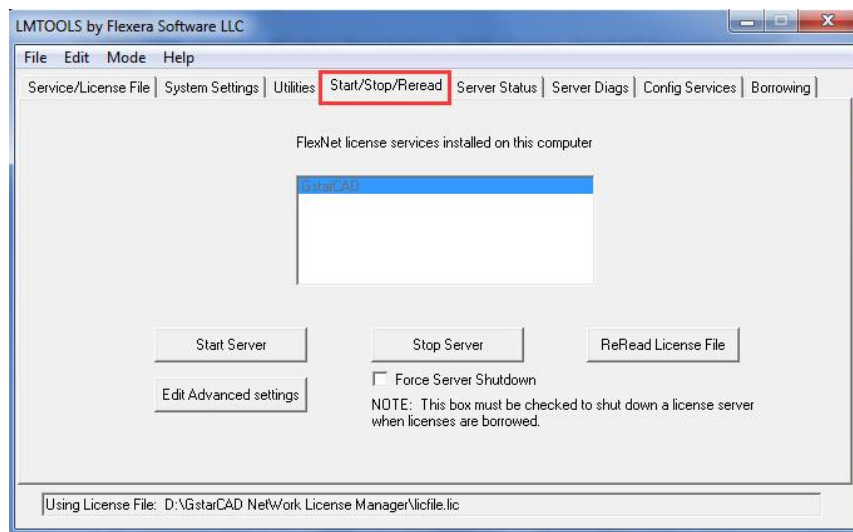 LMTOOLS by Flexera Software LLC
File Edit Mode Help
Service/License File System Settings Utilities Start/Stop/Reread Server Status Server Diags Config Services Borrowing
FlexNet license services installed on this computer
GstarCAD
Start Server Stop Server ReRead License File
Edit Advanced settings
Force Server Shutdown
NOTE: This box must be checked to shut down a license server
when licenses are borrowed.
Using License File: D:\GstarCAD NetWork License Manager\licfile.lic